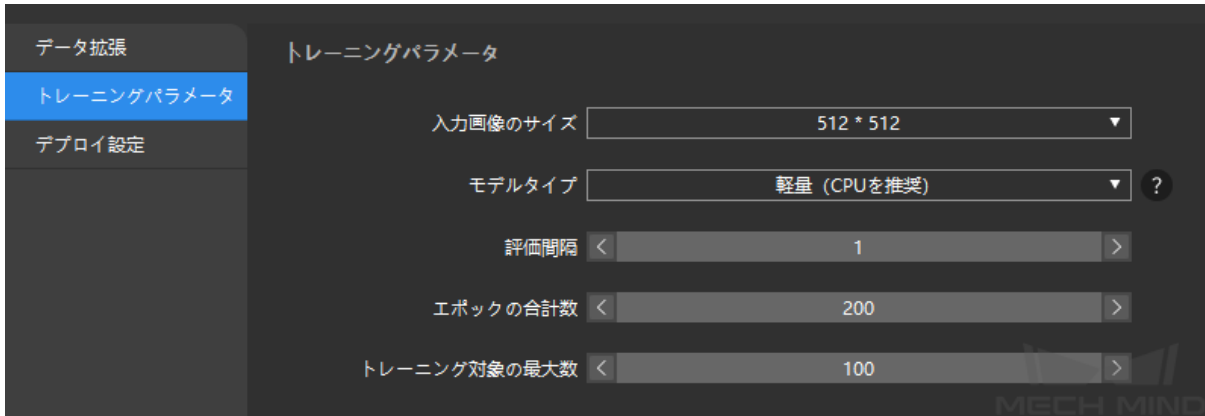 データ拡張
トレーニングパラメータ
デプロイ設定
トレーニングパラメータ
入力画像のサイズ 512 * 512
モデルタイプ 軽量 (CPUを推奨) ?
評価間隔 1
エポックの合計数 200
トレーニング対象の最大数 100
MECH MIND